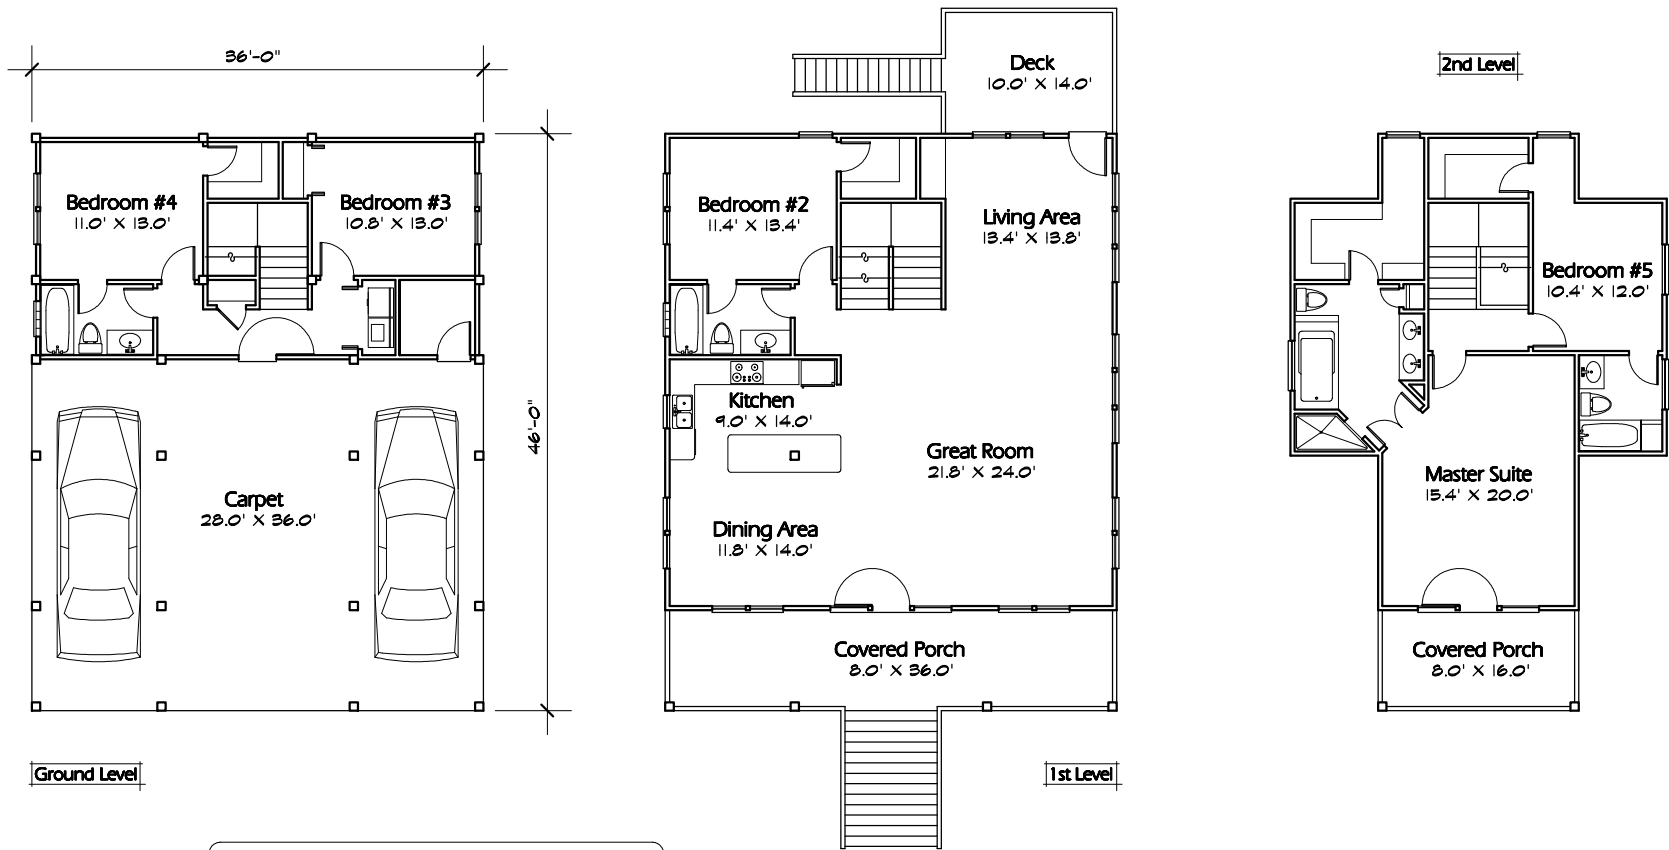 36'-0"
Bedroom #4
11.0' X 13.0'
Bedroom #3
10.8' X 13.0'
46'-0"
Carpet
28.0' X 36.0'
Ground Level
Deck
10.0' X 14.0'
Bedroom #2
11.4' X 13.4'
Living Area
13.4' X 13.8'
Kitchen
9.0' X 14.0'
Great Room
21.8' X 24.0'
Dining Area
11.8' X 14.0'
Covered Porch
8.0' X 36.0'
1st Level
2nd Level
Bedroom #5
10.4' X 12.0'
Master Suite
15.4' X 20.0'
Covered Porch
8.0' X 16.0'